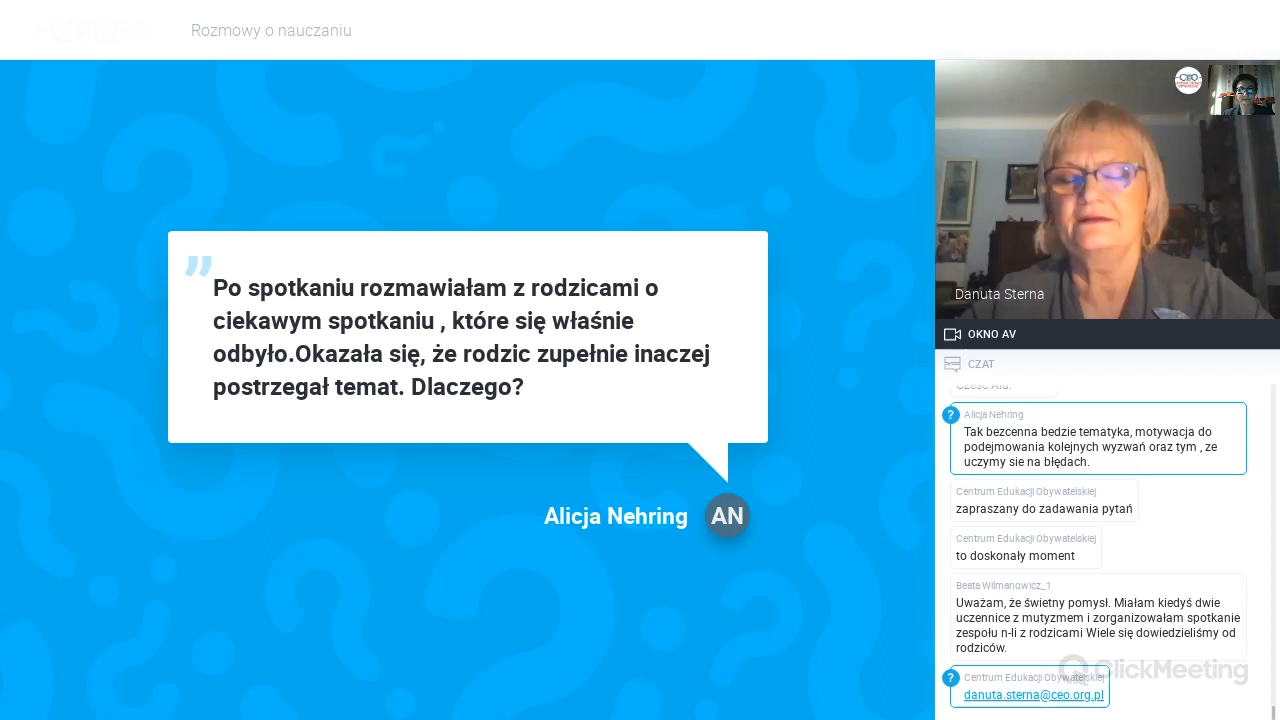 Rozmowy o nauczaniu
CEO
Danuta Sterna
”
Po spotkaniu rozmawiałam z rodzicami o
ciekawym spotkaniu , które się właśnie
odbyło.Okazała się, że rodzic zupełnie inaczej
postrzegał temat. Dlaczego?
Alicja Nehring
AN
OKNO AV
CZAT
?
Alicja Nehring
Tak bezcenna bedzie tematyka, motywacja do
podejmowania kolejnych wyzwań oraz tym , ze
uczymy sie na błędach.
Centrum Edukacji Obywatelskiej
zapraszany do zadawania pytań
Centrum Edukacji Obywatelskiej
to doskonały moment
Beata Wilmanowicz_1
Uważam, że świetny pomysł. Miałam kiedyś dwie
uczennice z mutyzmem i zorganizowałam spotkanie
zespołu n-li z rodzicami Wiele się dowiedzieliśmy od
rodziców.
?
Centrum Edukacji Obywatelskiej
danuta.sterna@ceo.org.pl
ClickMeeting